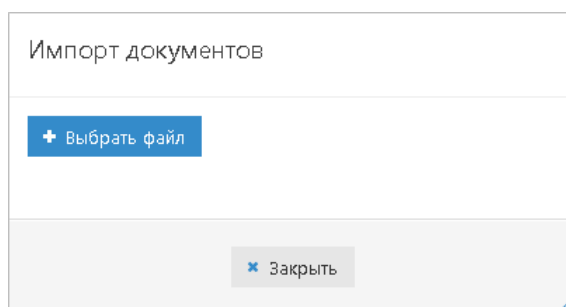 Импорт документов
Выбрать файл
Закрыть